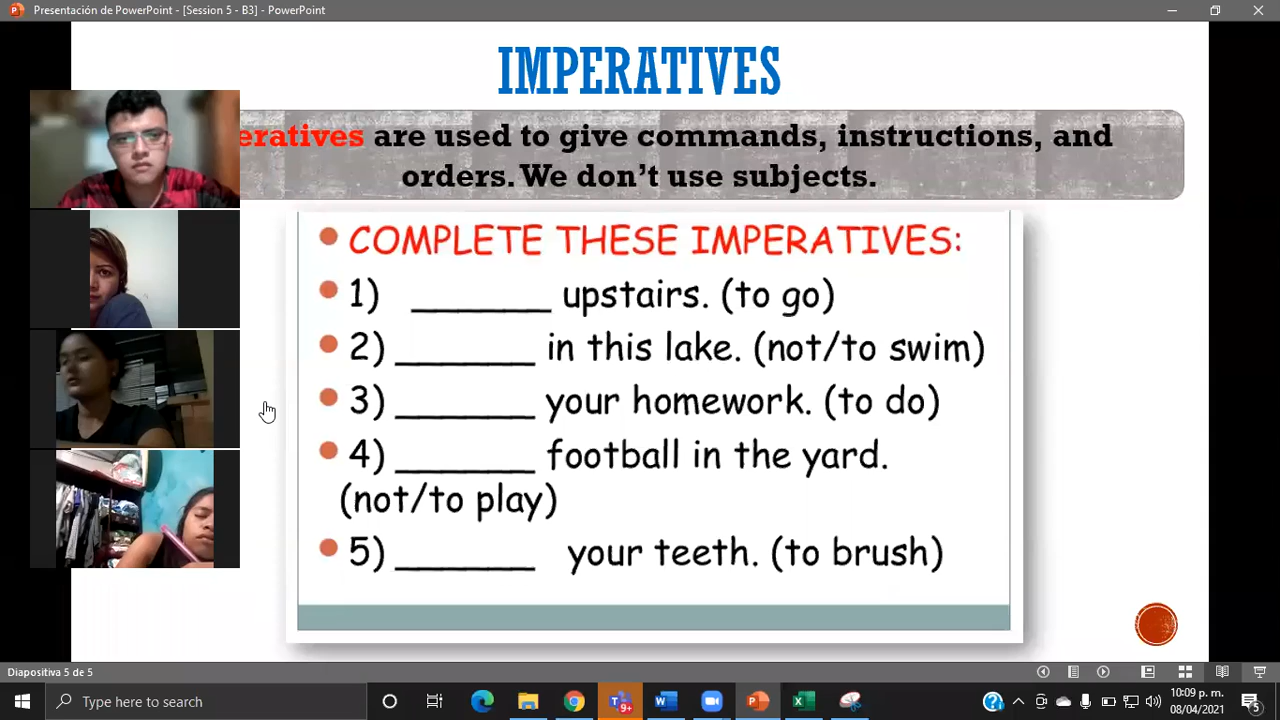 Presentación de PowerPoint - [Session 5 - B3] - PowerPoint
IMPERATIVES
eratives are used to give commands, instructions, and
orders. We don't use subjects.
• COMPLETE THESE IMPERATIVES:
• 1) _______ upstairs. (to go)
• 2) _______ in this lake. (not/to swim)
• 3) _______ your homework. (to do)
• 4) _______ football in the yard.
(not/to play)
• 5) _______ your teeth. (to brush)
Diapositiva 5 de 5
Type here to search
9+
10:09 p. m.
08/04/2021
5